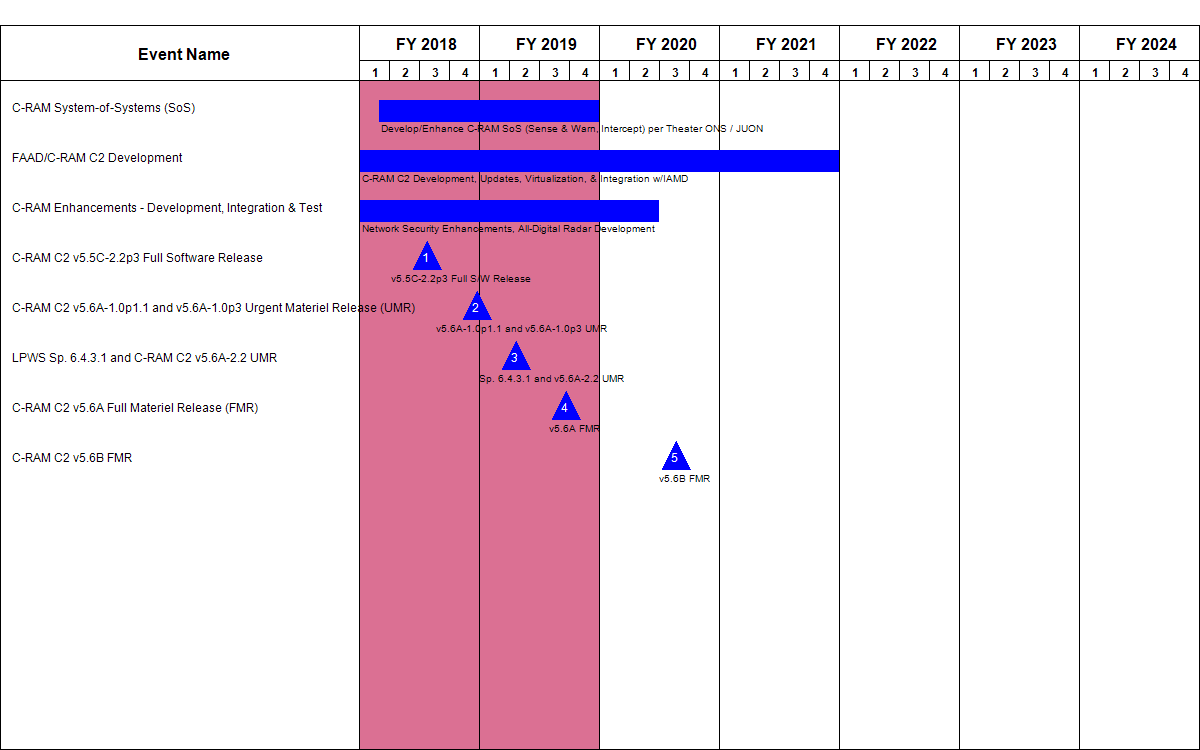 Event Name
FY 2018 FY 2019 FY 2020 FY 2021 FY 2022 FY 2023 FY 2024
1 2 3 4 1 2 3 4 1 2 3 4 1 2 3 4 1 2 3 4 1 2 3 4 1 2 3 4
C-RAM System-of-Systems (SoS)
Develop/Enhance C-RAM SoS (Sense & Warn, Intercept) per Theater ONS / JUON
FAAD/C-RAM C2 Development
C-RAM C2 Development, Updates, Virtualization, & Integration w/IAMD
C-RAM Enhancements - Development, Integration & Test
Network Security Enhancements, All-Digital Radar Development
C-RAM C2 v5.5C-2.2p3 Full Software Release
1
v5.5C-2.2p3 Full S/W Release
C-RAM C2 v5.6A-1.0p1.1 and v5.6A-1.0p3 Urgent Materiel Release (UMR)
2
v5.6A-1.0p1.1 and v5.6A-1.0p3 UMR
LPWS Sp. 6.4.3.1 and C-RAM C2 v5.6A-2.2 UMR
3
Sp. 6.4.3.1 and v5.6A-2.2 UMR
C-RAM C2 v5.6A Full Materiel Release (FMR)
4
v5.6A FMR
C-RAM C2 v5.6B FMR
5
v5.6B FMR